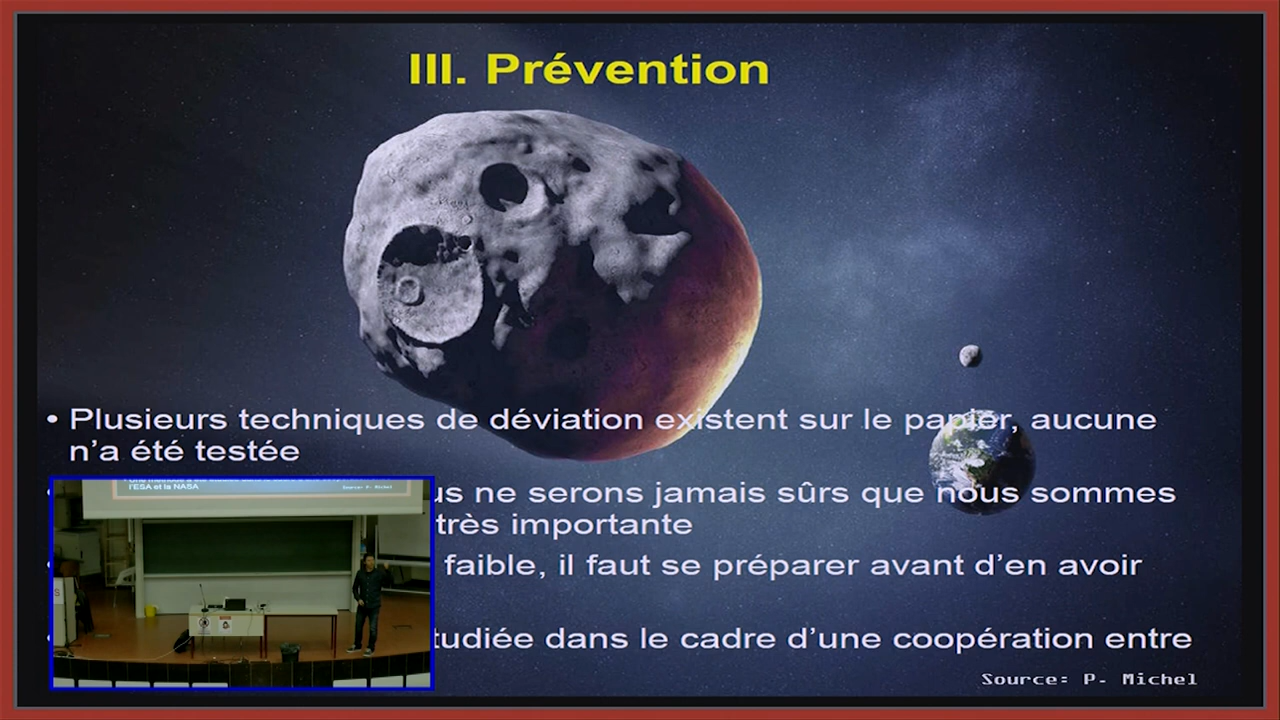 III. Prévention
• Plusieurs techniques de déviation existent sur le papier, aucune
n'a été testée
us ne serons jamais sûrs que nous sommes
très importante
faible, il faut se préparer avant d'en avoir
tudiée dans le cadre d'une coopération entre
l'ESA et la NASA
Source: P. Michel